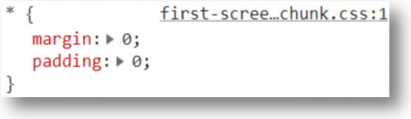 * { first-scree…chunk.css:1
margin:▶ 0;
padding:▶ 0;
}